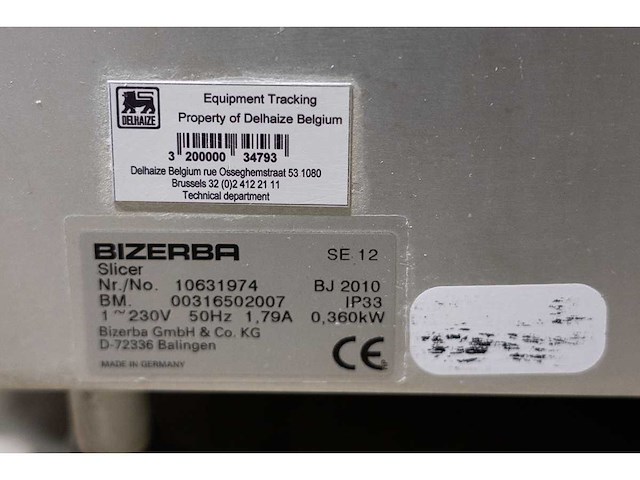 DELHAIZE
Equipment Tracking
Property of Delhaize Belgium
3 200000 34793
Delhaize Belgium rue Osseghemstraat 53 1080
Brussels 32 (0)2 412 21 11
Technical department
BIZERBA SE 12
Slicer
Nr./No. 10631974 BJ 2010
BM. 00316502007 IP33
1~230V 50Hz 1,79A 0,360kW
Bizerba GmbH & Co. KG
D-72336 Balingen
CE
MADE IN GERMANY